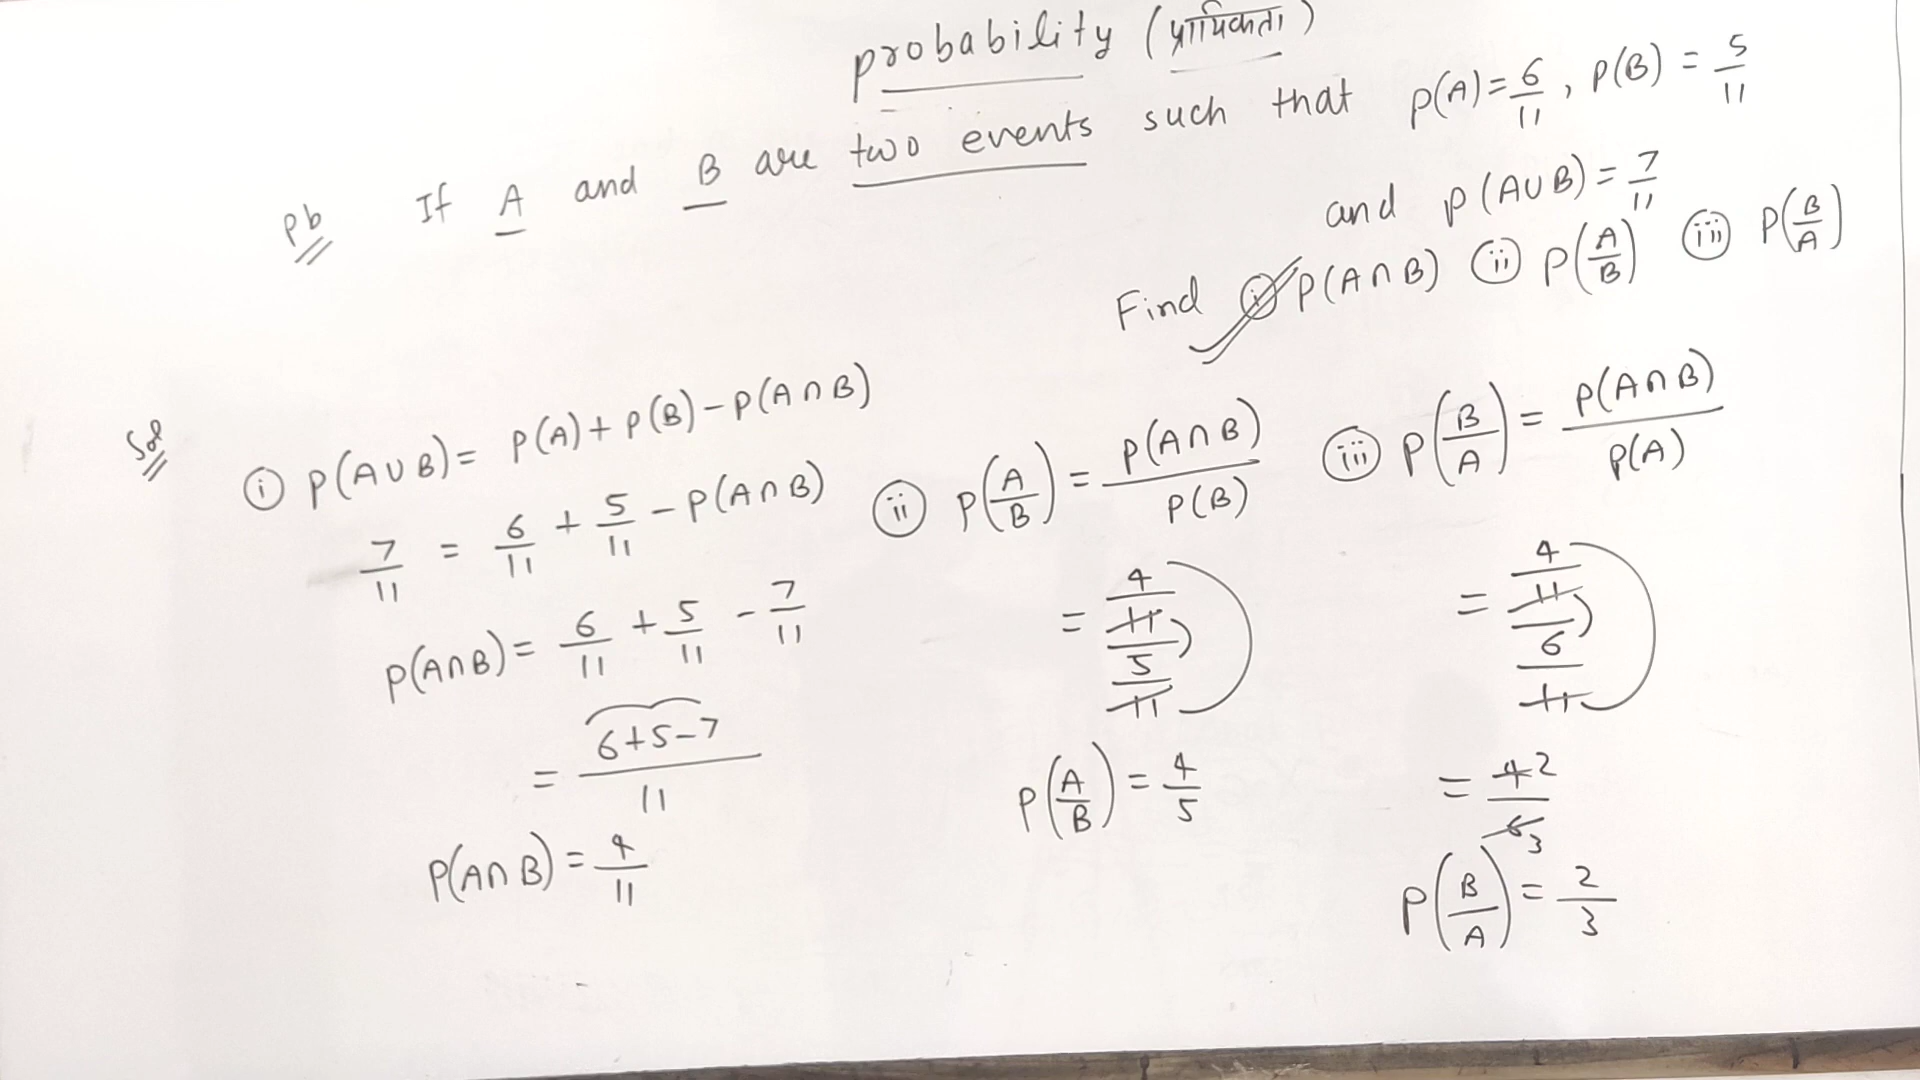 probability (प्रायिकता)
Pb If A and B are two events such that P(A)=6/11, P(B)=5/11
and P(A∪B)=7/11
Find (i) P(A∩B) (ii) P(A/B) (iii) P(B/A)
Sol
(i) P(A∪B)= P(A)+P(B)-P(A∩B)
7/11 = 6/11 + 5/11 - P(A∩B)
P(A∩B)= 6/11 + 5/11 - 7/11
= (6+5-7)/11
P(A∩B)= 4/11
(ii) P(A/B) = P(A∩B)/P(B)
= (4/11)/(5/11)
P(A/B) = 4/5
(iii) P(B/A) = P(A∩B)/P(A)
= (4/11)/(6/11)
= 4 2/6 3
P(B/A) = 2/3